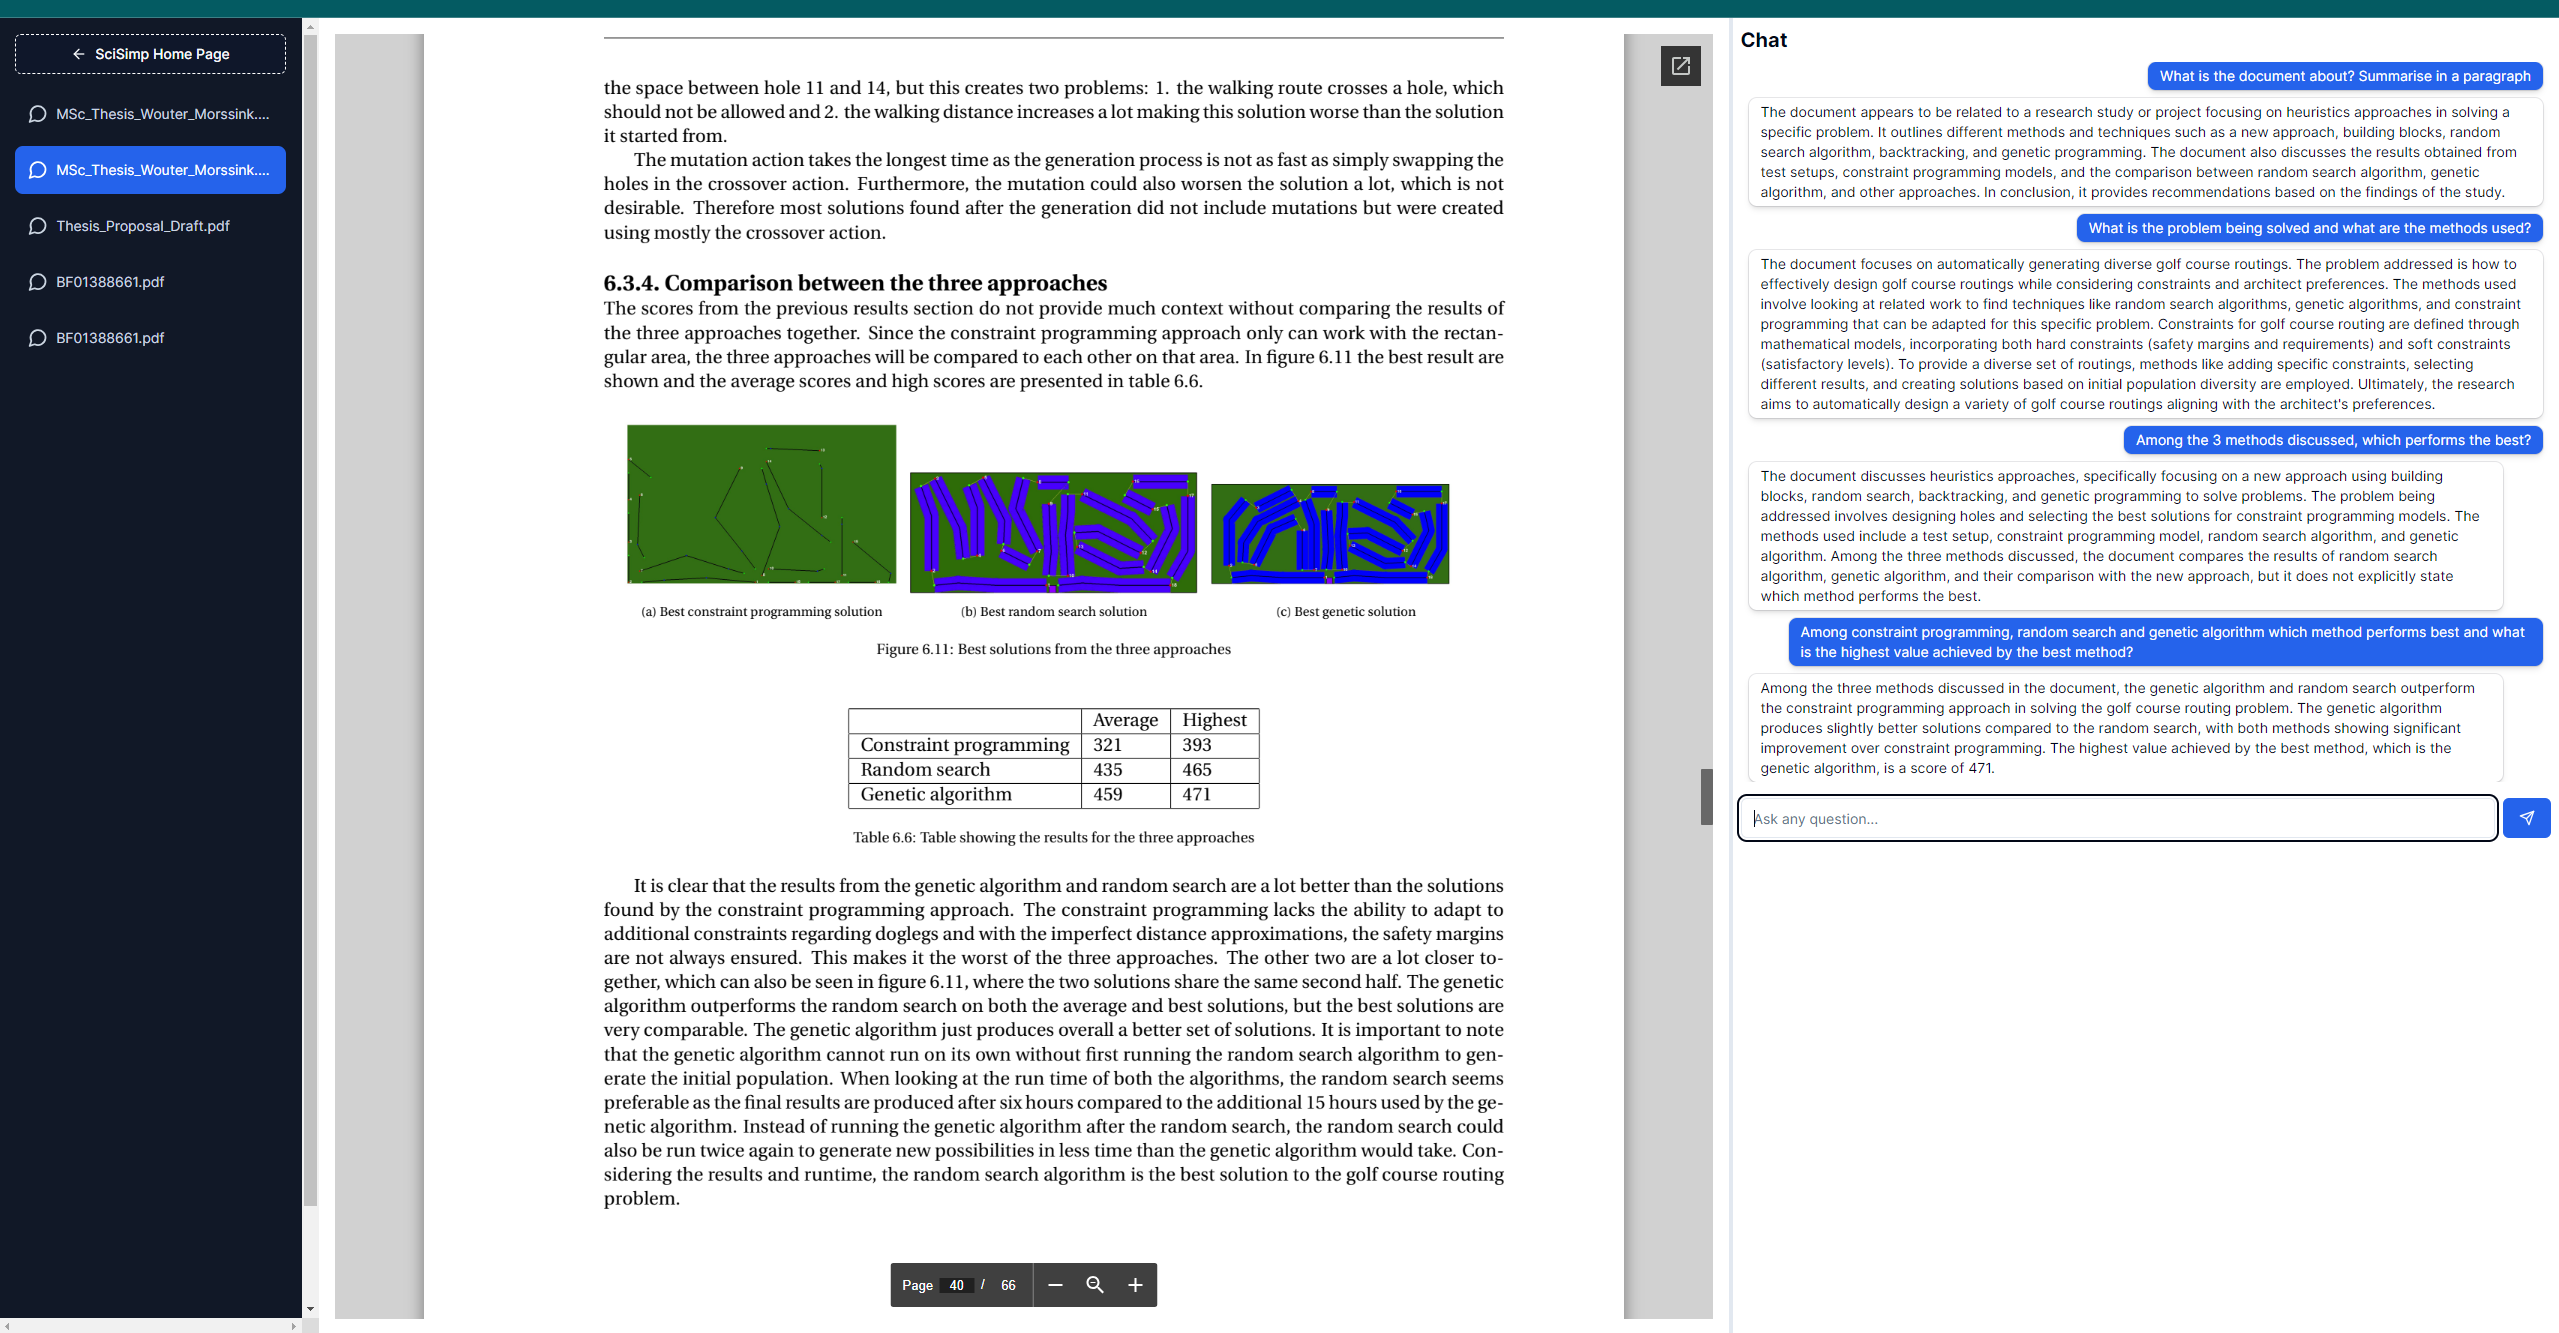 SciSimp Home Page
MSc_Thesis_Wouter_Morssink....
MSc_Thesis_Wouter_Morssink....
Thesis_Proposal_Draft.pdf
BF01388661.pdf
BF01388661.pdf
the space between hole 11 and 14, but this creates two problems: 1. the walking route crosses a hole, which
should not be allowed and 2. the walking distance increases a lot making this solution worse than the solution
it started from.
The mutation action takes the longest time as the generation process is not as fast as simply swapping the
holes in the crossover action. Furthermore, the mutation could also worsen the solution a lot, which is not
desirable. Therefore most solutions found after the generation did not include mutations but were created
using mostly the crossover action.
6.3.4. Comparison between the three approaches
The scores from the previous results section do not provide much context without comparing the results of
the three approaches together. Since the constraint programming approach only can work with the rectan-
gular area, the three approaches will be compared to each other on that area. In figure 6.11 the best result are
shown and the average scores and high scores are presented in table 6.6.
(a) Best constraint programming solution
(b) Best random search solution
(c) Best genetic solution
Figure 6.11: Best solutions from the three approaches
Average Highest
Constraint programming 321 393
Random search 435 465
Genetic algorithm 459 471
Table 6.6: Table showing the results for the three approaches
It is clear that the results from the genetic algorithm and random search are a lot better than the solutions
found by the constraint programming approach. The constraint programming lacks the ability to adapt to
additional constraints regarding doglegs and with the imperfect distance approximations, the safety margins
are not always ensured. This makes it the worst of the three approaches. The other two are a lot closer to-
gether, which can also be seen in figure 6.11, where the two solutions share the same second half. The genetic
algorithm outperforms the random search on both the average and best solutions, but the best solutions are
very comparable. The genetic algorithm just produces overall a better set of solutions. It is important to note
that the genetic algorithm cannot run on its own without first running the random search algorithm to gen-
erate the initial population. When looking at the run time of both the algorithms, the random search seems
preferable as the final results are produced after six hours compared to the additional 15 hours used by the ge-
netic algorithm. Instead of running the genetic algorithm after the random search, the random search could
also be run twice again to generate new possibilities in less time than the genetic algorithm would take. Con-
sidering the results and runtime, the random search algorithm is the best solution to the golf course routing
problem.
Page 40 / 66
Chat
What is the document about? Summarise in a paragraph
The document appears to be related to a research study or project focusing on heuristics approaches in solving a
specific problem. It outlines different methods and techniques such as a new approach, building blocks, random
search algorithm, backtracking, and genetic programming. The document also discusses the results obtained from
test setups, constraint programming models, and the comparison between random search algorithm, genetic
algorithm, and other approaches. In conclusion, it provides recommendations based on the findings of the study.
What is the problem being solved and what are the methods used?
The document focuses on automatically generating diverse golf course routings. The problem addressed is how to
effectively design golf course routings while considering constraints and architect preferences. The methods used
involve looking at related work to find techniques like random search algorithms, genetic algorithms, and constraint
programming that can be adapted for this specific problem. Constraints for golf course routing are defined through
mathematical models, incorporating both hard constraints (safety margins and requirements) and soft constraints
(satisfactory levels). To provide a diverse set of routings, methods like adding specific constraints, selecting
different results, and creating solutions based on initial population diversity are employed. Ultimately, the research
aims to automatically design a variety of golf course routings aligning with the architect's preferences.
Among the 3 methods discussed, which performs the best?
The document discusses heuristics approaches, specifically focusing on a new approach using building
blocks, random search, backtracking, and genetic programming to solve problems. The problem being
addressed involves designing holes and selecting the best solutions for constraint programming models. The
methods used include a test setup, constraint programming model, random search algorithm, and genetic
algorithm. Among the three methods discussed, the document compares the results of random search
algorithm, genetic algorithm, and their comparison with the new approach, but it does not explicitly state
which method performs the best.
Among constraint programming, random search and genetic algorithm which method performs best and what
is the highest value achieved by the best method?
Among the three methods discussed in the document, the genetic algorithm and random search outperform
the constraint programming approach in solving the golf course routing problem. The genetic algorithm
produces slightly better solutions compared to the random search, with both methods showing significant
improvement over constraint programming. The highest value achieved by the best method, which is the
genetic algorithm, is a score of 471.
Ask any question...